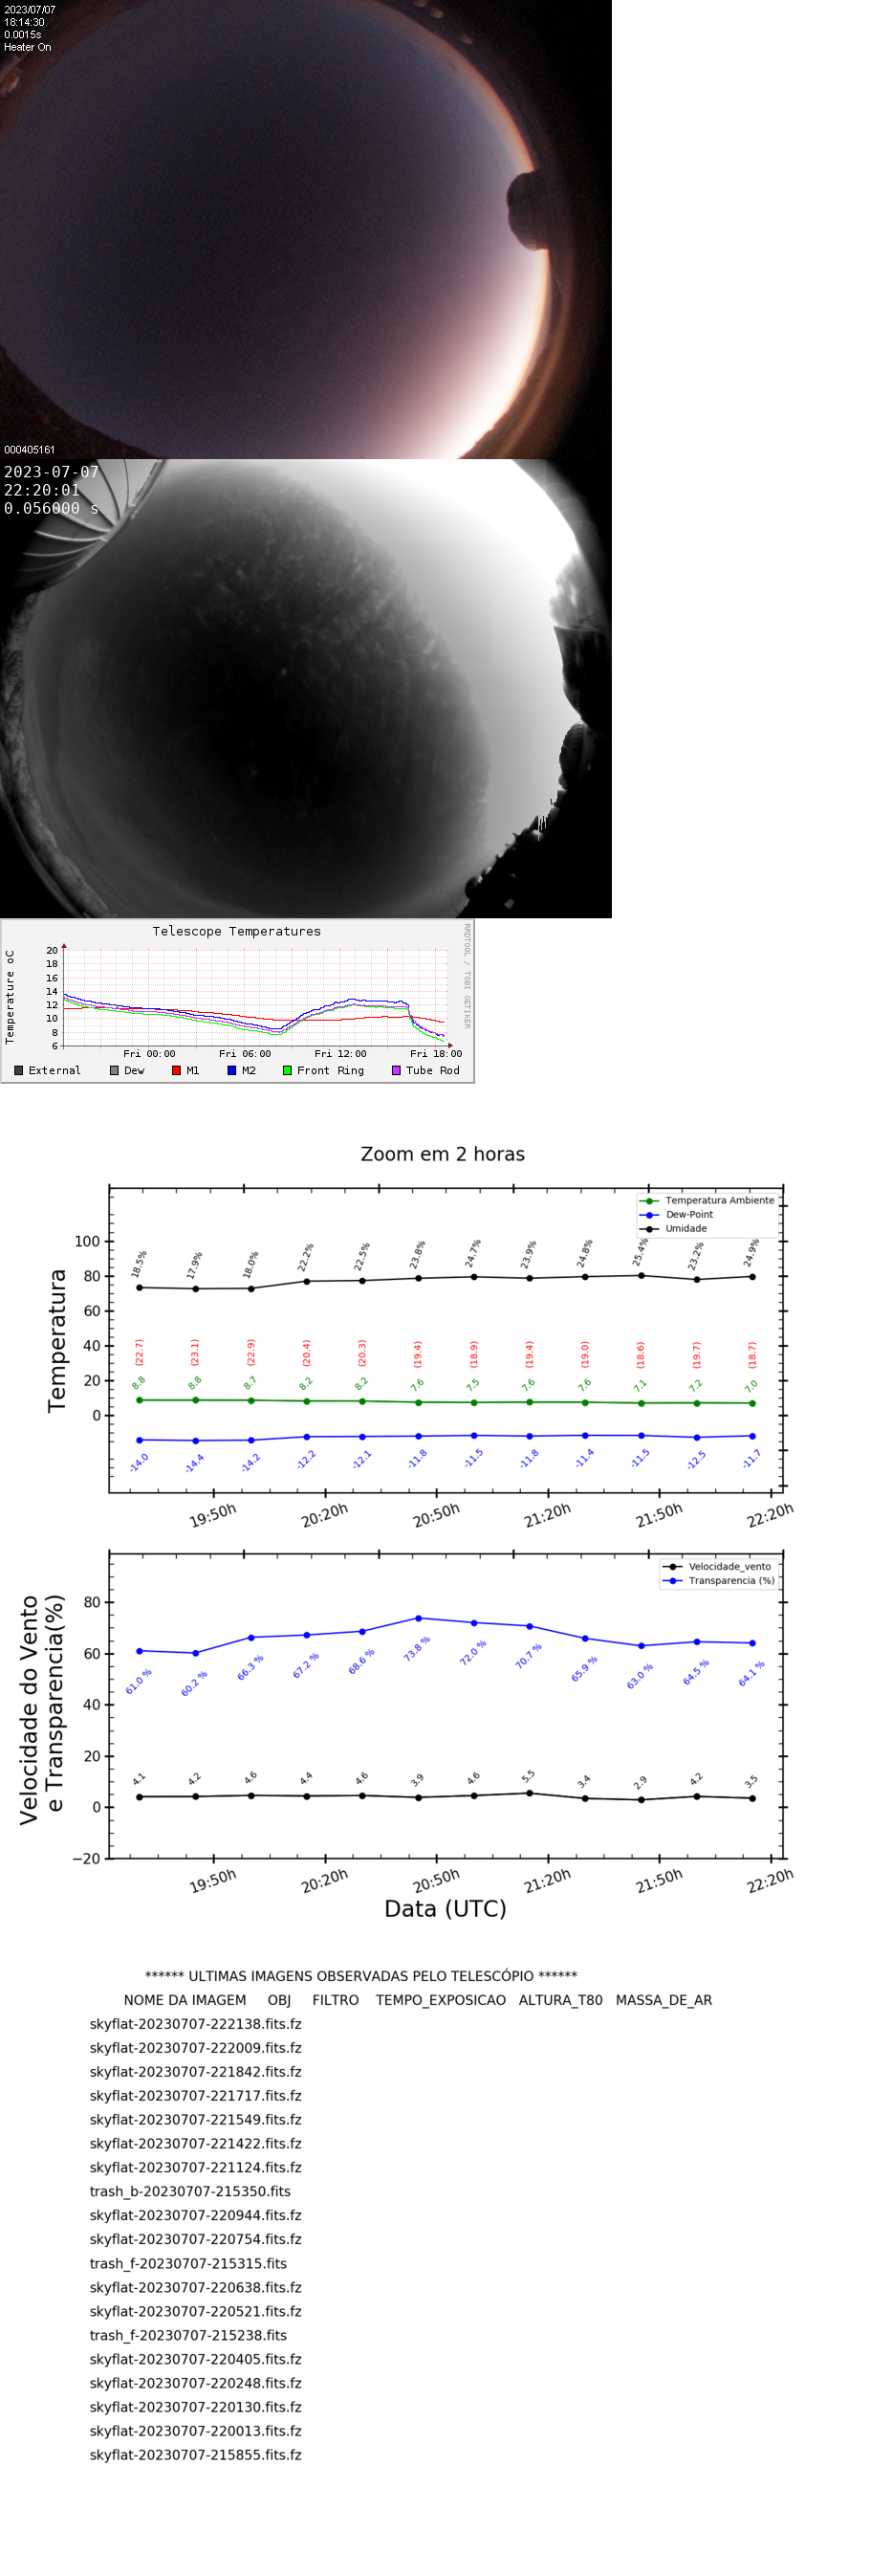 2023/07/07
18:14:30
0.0015s
Heater On
000405161
2023-07-07
22:20:01
0.056000 s
Telescope Temperatures
RRDTOOL / TOBI OETIKER
Temperature oC
20
18
16
14
12
10
8
6
Fri 00:00 Fri 06:00 Fri 12:00 Fri 18:00
External Dew M1 M2 Front Ring Tube Rod
Zoom em 2 horas
Temperatura Ambiente
Dew-Point
Umidade
Temperatura
100
80
60
40
20
0
18.5% 17.9% 18.0% 22.2% 22.5% 23.8% 24.7% 23.9% 24.8% 25.4% 23.2% 24.9%
(22.7) (23.1) (22.9) (20.4) (20.3) (19.4) (18.9) (19.4) (19.0) (18.6) (19.7) (18.7)
8.8 8.8 8.7 8.2 8.2 7.6 7.5 7.6 7.6 7.1 7.2 7.0
-14.0 -14.4 -14.2 -12.2 -12.1 -11.8 -11.5 -11.8 -11.4 -11.5 -12.5 -11.7
19:50h 20:20h 20:50h 21:20h 21:50h 22:20h
Velocidade_vento
Transparencia (%)
Velocidade do Vento
e Transparencia(%)
80
60
40
20
0
−20
61.0 % 60.2 % 66.3 % 67.2 % 68.6 % 73.8 % 72.0 % 70.7 % 65.9 % 63.0 % 64.5 % 64.1 %
4.1 4.2 4.6 4.4 4.6 3.9 4.6 5.5 3.4 2.9 4.2 3.5
19:50h 20:20h 20:50h 21:20h 21:50h 22:20h
Data (UTC)
****** ULTIMAS IMAGENS OBSERVADAS PELO TELESCÓPIO ******
NOME DA IMAGEM OBJ FILTRO TEMPO_EXPOSICAO ALTURA_T80 MASSA_DE_AR
skyflat-20230707-222138.fits.fz
skyflat-20230707-222009.fits.fz
skyflat-20230707-221842.fits.fz
skyflat-20230707-221717.fits.fz
skyflat-20230707-221549.fits.fz
skyflat-20230707-221422.fits.fz
skyflat-20230707-221124.fits.fz
trash_b-20230707-215350.fits
skyflat-20230707-220944.fits.fz
skyflat-20230707-220754.fits.fz
trash_f-20230707-215315.fits
skyflat-20230707-220638.fits.fz
skyflat-20230707-220521.fits.fz
trash_f-20230707-215238.fits
skyflat-20230707-220405.fits.fz
skyflat-20230707-220248.fits.fz
skyflat-20230707-220130.fits.fz
skyflat-20230707-220013.fits.fz
skyflat-20230707-215855.fits.fz